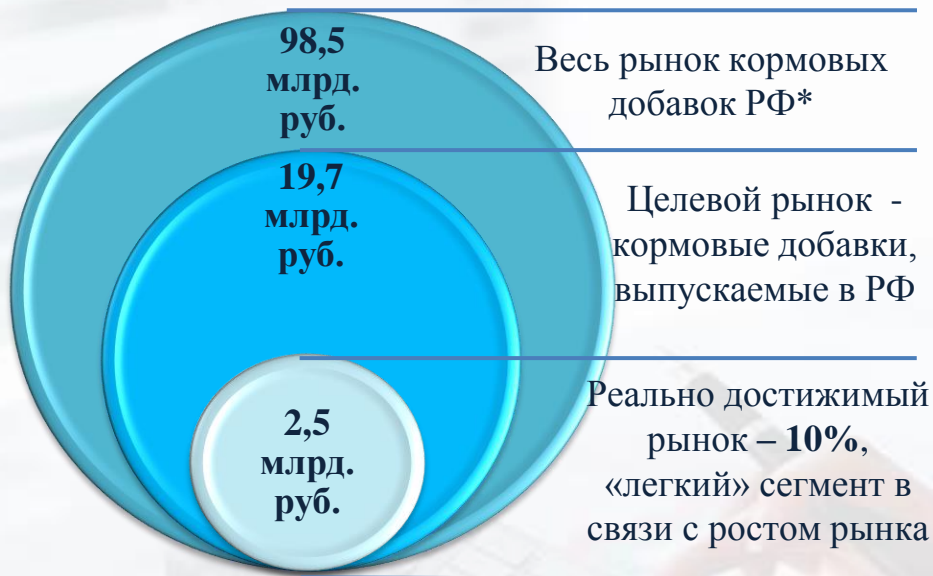 98,5
млрд.
руб.
Весь рынок кормовых
добавок РФ*
19,7
млрд.
руб.
Целевой рынок -
кормовые добавки,
выпускаемые в РФ
2,5
млрд.
руб.
Реально достижимый
рынок – 10%,
«легкий» сегмент в
связи с ростом рынка